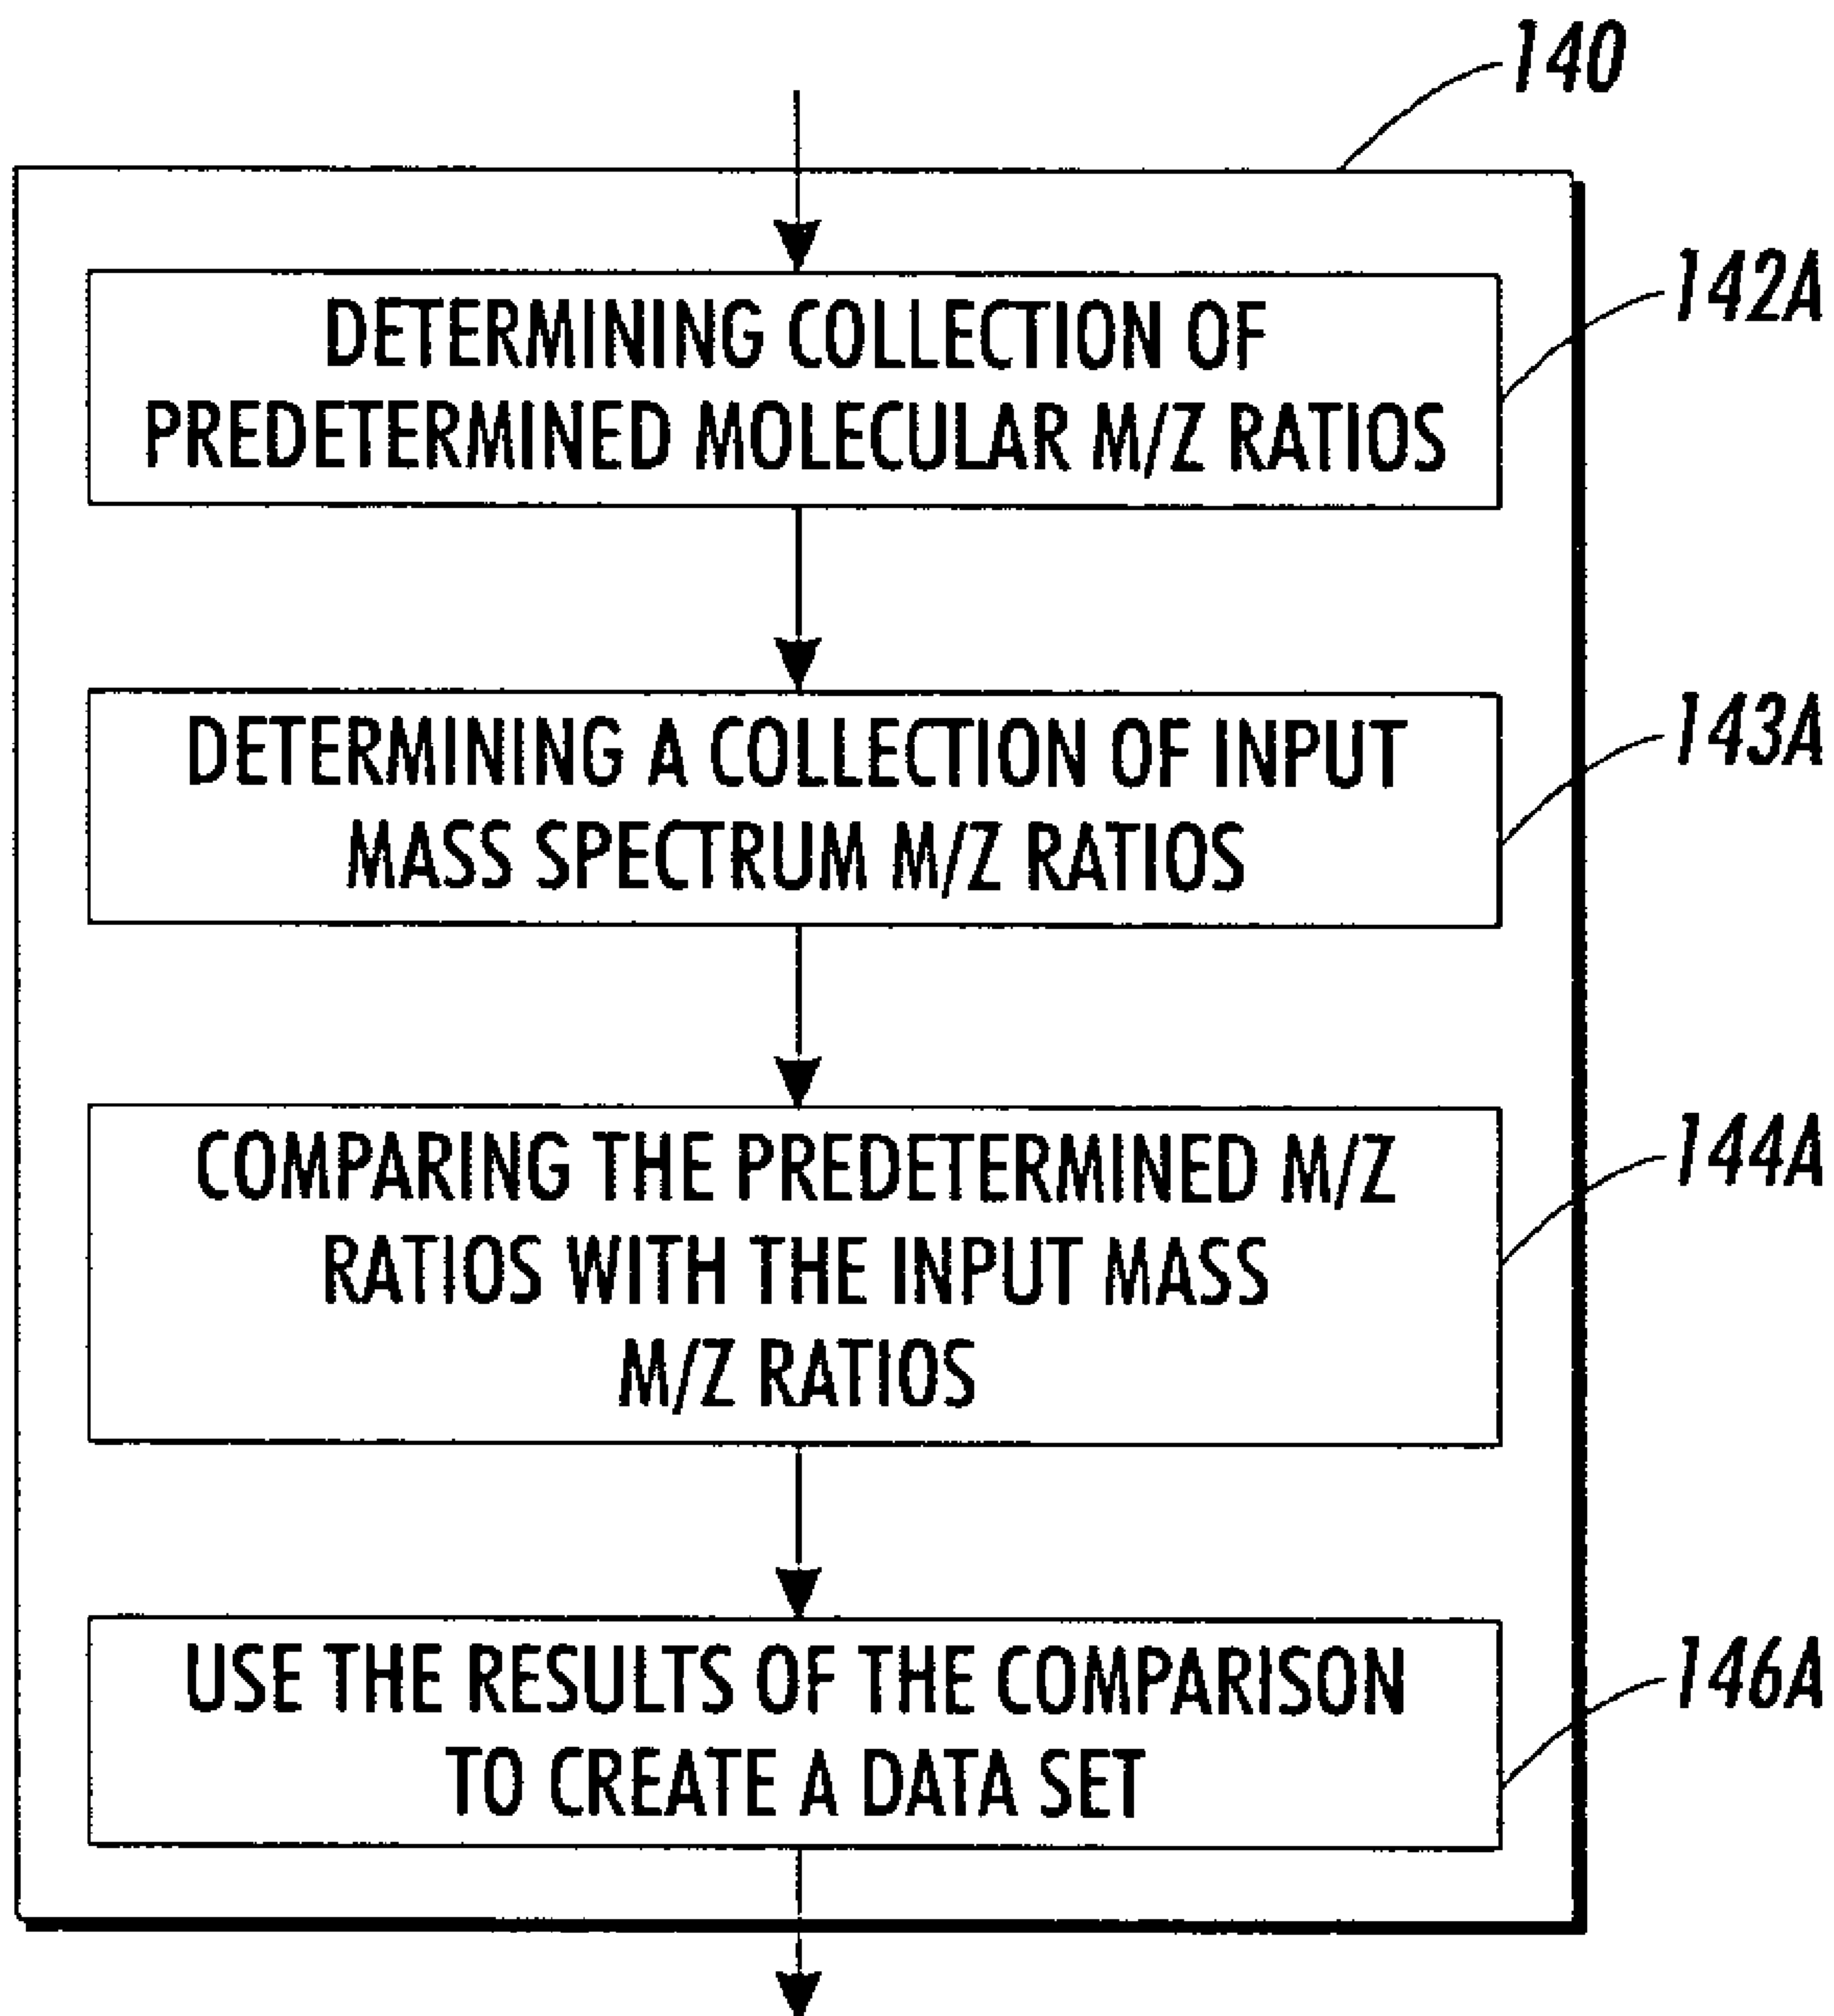 140
DETERMINING COLLECTION OF
PREDETERMINED MOLECULAR M/Z RATIOS
142A
DETERMINING A COLLECTION OF INPUT
MASS SPECTRUM M/Z RATIOS
143A
COMPARING THE PREDETERMINED M/Z
RATIOS WITH THE INPUT MASS
M/Z RATIOS
144A
USE THE RESULTS OF THE COMPARISON
TO CREATE A DATA SET
146A